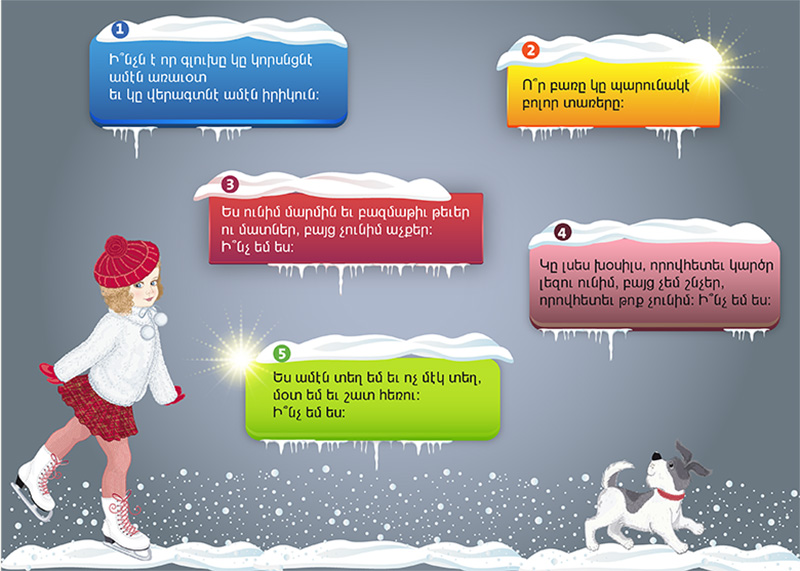 1
Ի՞նչն է որ գլուխը կը կորսնցնէ
ամէն առաւօտ
եւ կը վերագտնէ ամէն իրիկուն։
2
Ո՞ր բառը կը պարունակէ
բոլոր տառերը։
3
Ես ունիմ մարմին եւ բազմաթիւ թեւեր
ու մատներ, բայց չունիմ աչքեր։
Ի՞նչ եմ ես։
4
Կը լսես խօսիլս, որովհետեւ կարծր
լեզու ունիմ, բայց չեմ շնչեր,
որովհետեւ թոք չունիմ։ Ի՞նչ եմ ես։
5
Ես ամէն տեղ եմ եւ ոչ մէկ տեղ,
մօտ եմ եւ շատ հեռու։
Ի՞նչ եմ ես։